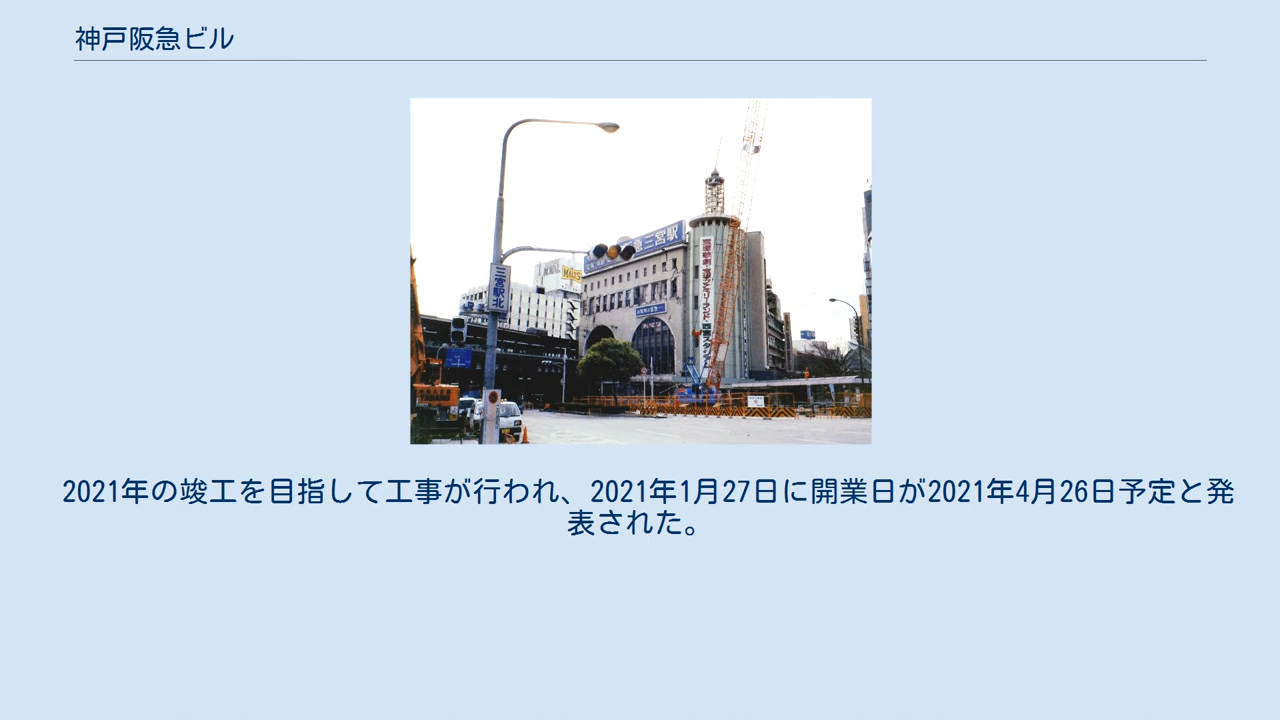 神戸阪急ビル
急三宮駅
三宮駅北
2021年の竣工を目指して工事が行われ、2021年1月27日に開業日が2021年4月26日予定と発
表された。